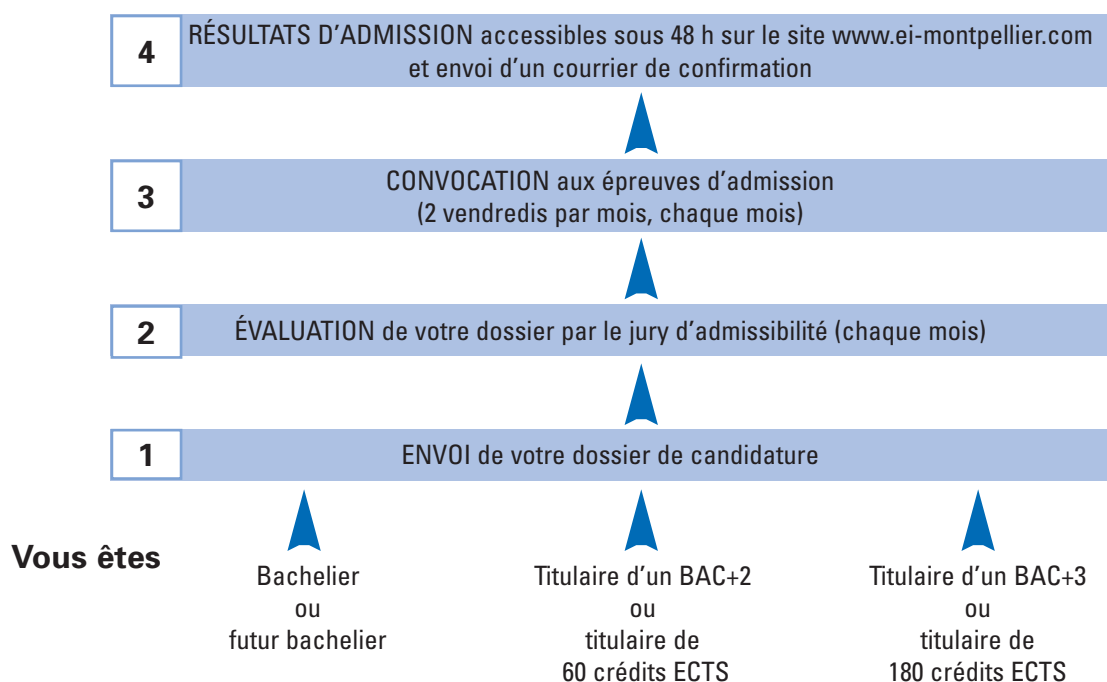 4
RÉSULTATS D’ADMISSION accessibles sous 48 h sur le site www.ei-montpellier.com
et envoi d’un courrier de confirmation
3
CONVOCATION aux épreuves d’admission
(2 vendredis par mois, chaque mois)
2
ÉVALUATION de votre dossier par le jury d’admissibilité (chaque mois)
1
ENVOI de votre dossier de candidature
Vous êtes
Bachelier
ou
futur bachelier
Titulaire d’un BAC+2
ou
titulaire de
60 crédits ECTS
Titulaire d’un BAC+3
ou
titulaire de
180 crédits ECTS